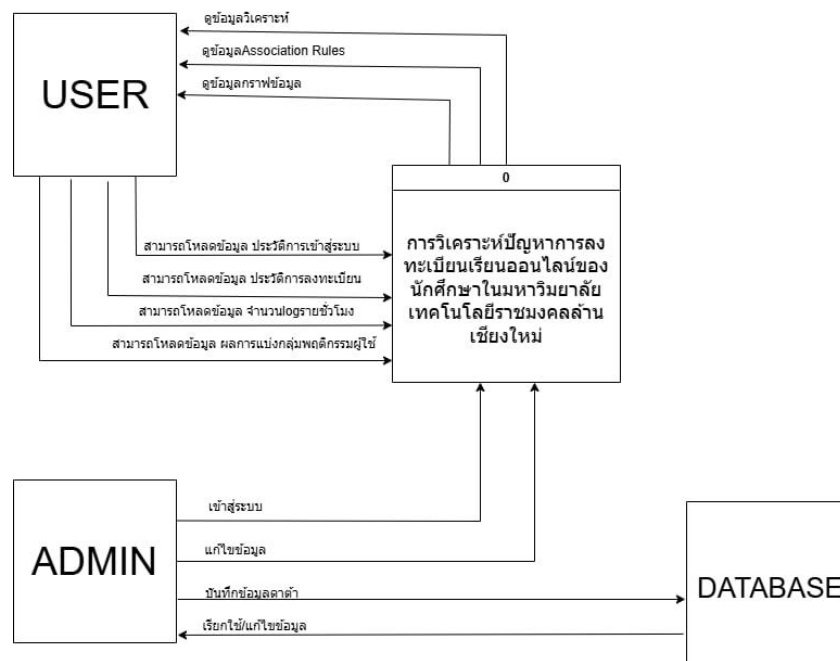 ดูข้อมูลวิเคราะห์
ดูข้อมูลAssociation Rules
ดูข้อมูลกราฟข้อมูล
USER
0
การวิเคราะห์ปัญหาการลง
ทะเบียนเรียนออนไลน์ของ
นักศึกษาในมหาวิมยาลัย
เทคโนโลยีราชมงคลล้าน
เชียงใหม่
สามารถโหลดข้อมูล ประวัติการเข้าสู่ระบบ
สามารถโหลดข้อมูล ประวัติการลงทะเบียน
สามารถโหลดข้อมูล จำนวนlogรายชั่วโมง
สามารถโหลดข้อมูล ผลการแบ่งกลุ่มพฤติกรรมผู้ใช้
ADMIN
เข้าสู่ระบบ
แก้ไขข้อมูล
บันทึกข้อมูลดาต้า
เรียกใช้/แก้ไขข้อมูล
DATABASE